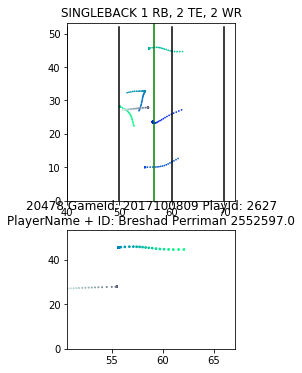 SINGLEBACK 1 RB, 2 TE, 2 WR
50
40
30
20
10
0
40 50 60 70
20478 GameId: 2017100809 PlayId: 2627
PlayerName + ID: Breshad Perriman 2552597.0
40
20
0
55 60 65